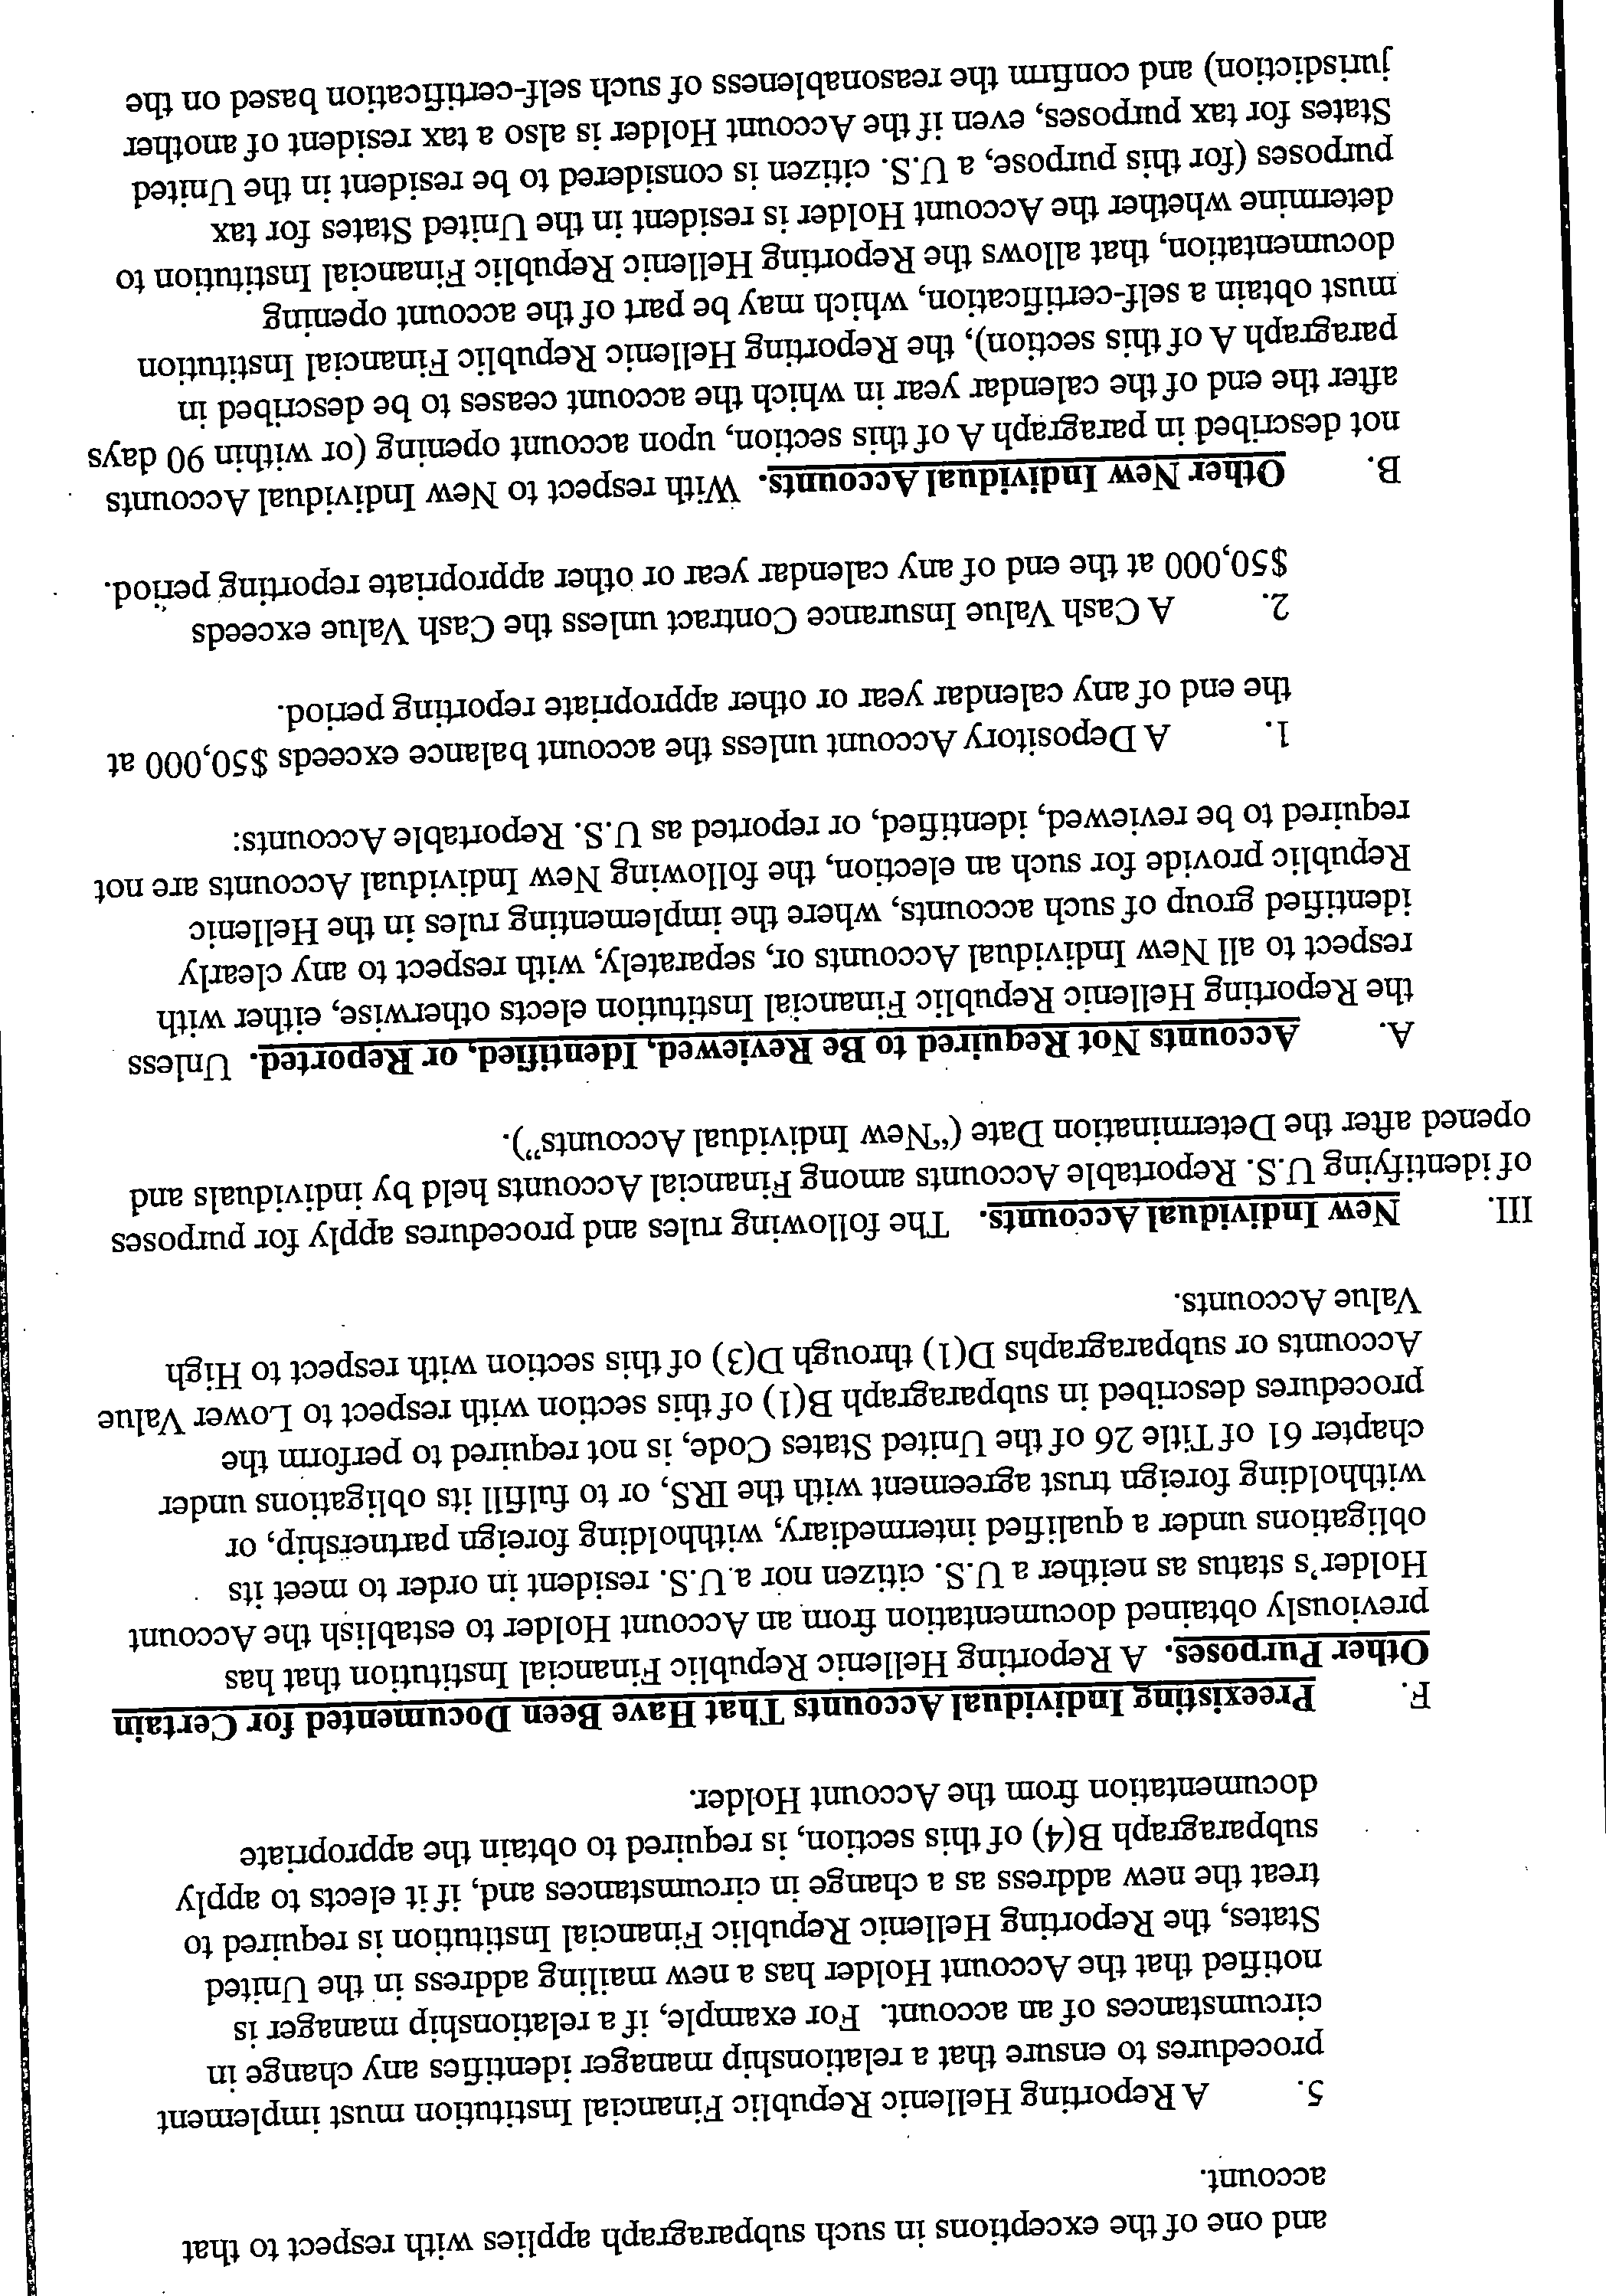 and one of the exceptions in such subparagraph applies with respect to that
account.
5. A Reporting Hellenic Republic Financial Institution must implement
procedures to ensure that a relationship manager identifies any change in
circumstances of an account. For example, if a relationship manager is
notified that the Account Holder has a new mailing address in the United
States, the Reporting Hellenic Republic Financial Institution is required to
treat the new address as a change in circumstances and, if it elects to apply
subparagraph B(4) of this section, is required to obtain the appropriate
documentation from the Account Holder.
F. Preexisting Individual Accounts That Have Been Documented for Certain
Other Purposes. A Reporting Hellenic Republic Financial Institution that has
previously obtained documentation from an Account Holder to establish the Account
Holder’s status as neither a U.S. citizen nor a U.S. resident in order to meet its
obligations under a qualified intermediary, withholding foreign partnership, or
withholding foreign trust agreement with the IRS, or to fulfill its obligations under
chapter 61 of Title 26 of the United States Code, is not required to perform the
procedures described in subparagraph B(1) of this section with respect to Lower Value
Accounts or subparagraphs D(1) through D(3) of this section with respect to High
Value Accounts.
III. New Individual Accounts. The following rules and procedures apply for purposes
of identifying U.S. Reportable Accounts among Financial Accounts held by individuals and
opened after the Determination Date (“New Individual Accounts”).
A. Accounts Not Required to Be Reviewed, Identified, or Reported. Unless
the Reporting Hellenic Republic Financial Institution elects otherwise, either with
respect to all New Individual Accounts or, separately, with respect to any clearly
identified group of such accounts, where the implementing rules in the Hellenic
Republic provide for such an election, the following New Individual Accounts are not
required to be reviewed, identified, or reported as U.S. Reportable Accounts:
1. A Depository Account unless the account balance exceeds $50,000 at
the end of any calendar year or other appropriate reporting period.
2. A Cash Value Insurance Contract unless the Cash Value exceeds
$50,000 at the end of any calendar year or other appropriate reporting period.
B. Other New Individual Accounts. With respect to New Individual Accounts
not described in paragraph A of this section, upon account opening (or within 90 days
after the end of the calendar year in which the account ceases to be described in
paragraph A of this section), the Reporting Hellenic Republic Financial Institution
must obtain a self-certification, which may be part of the account opening
documentation, that allows the Reporting Hellenic Republic Financial Institution to
determine whether the Account Holder is resident in the United States for tax
purposes (for this purpose, a U.S. citizen is considered to be resident in the United
States for tax purposes, even if the Account Holder is also a tax resident of another
jurisdiction) and confirm the reasonableness of such self-certification based on the